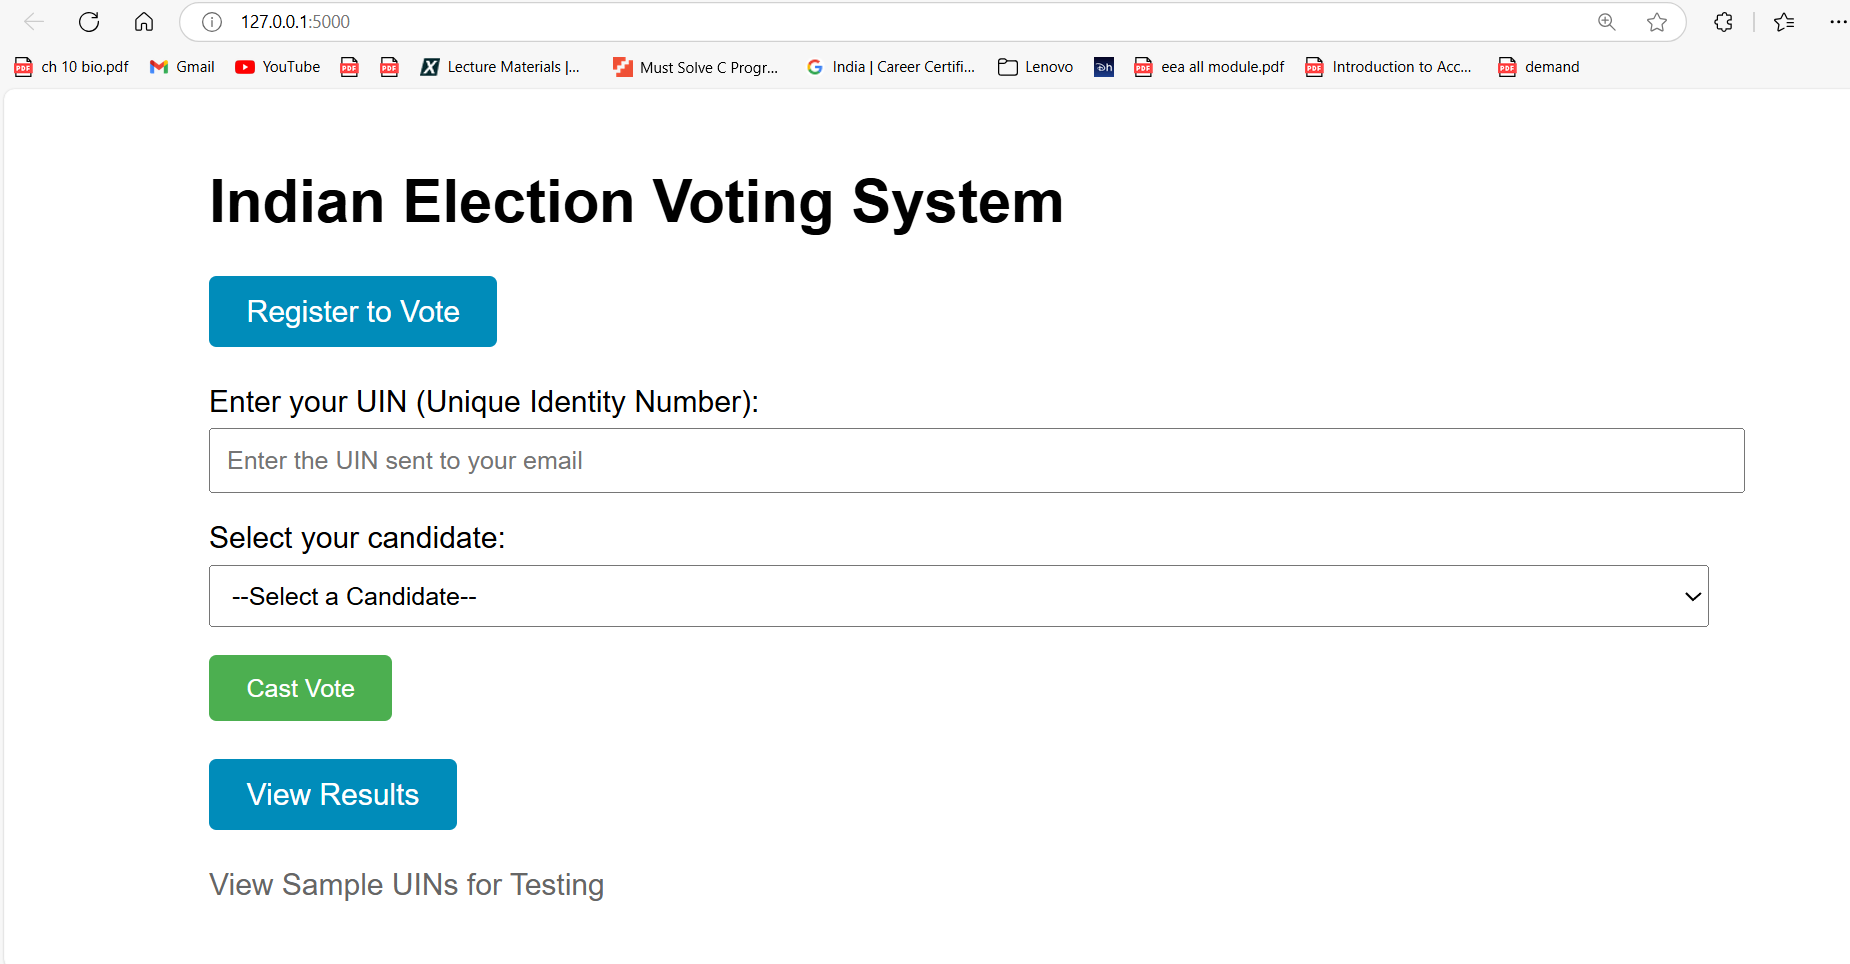 127.0.0.1:5000
ch 10 bio.pdf Gmail YouTube PDF PDF Lecture Materials |... Must Solve C Progr... India | Career Certifi... Lenovo eea all module.pdf Introduction to Acc... demand
Indian Election Voting System
Register to Vote
Enter your UIN (Unique Identity Number):
Enter the UIN sent to your email
Select your candidate:
--Select a Candidate--
Cast Vote
View Results
View Sample UINs for Testing